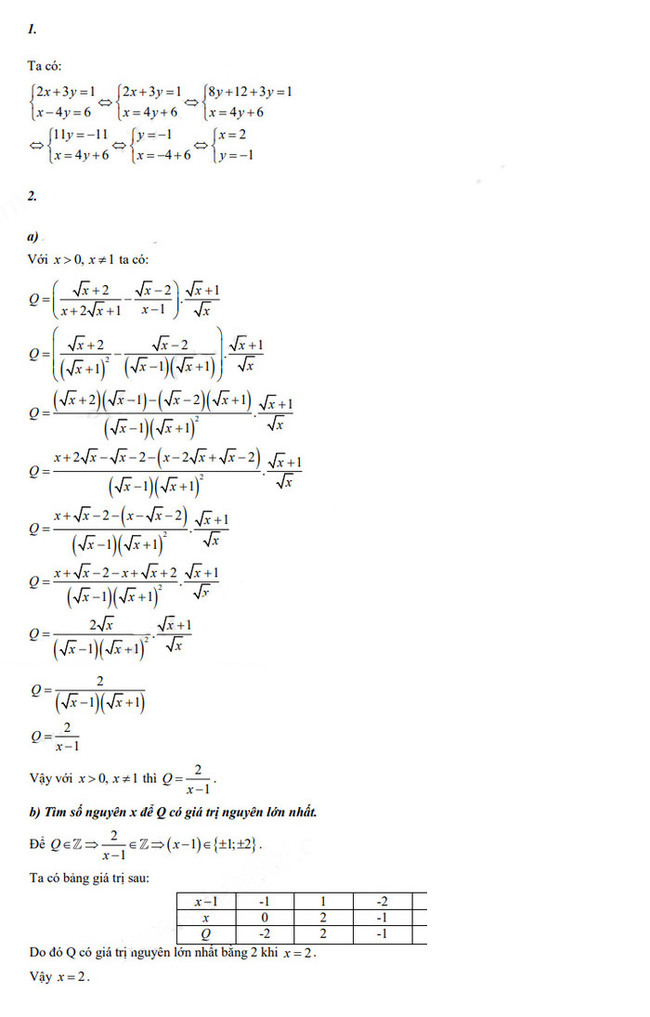 1.
Ta có:
{2x+3y=1 x−4y=6 ⇔ {2x+3y=1 x=4y+6 ⇔ {8y+12+3y=1 x=4y+6
⇔ {11y=−11 x=4y+6 ⇔ {y=−1 x=−4+6 ⇔ {x=2 y=−1
2.
a)
Với x>0, x≠1 ta có:
Q=((√x+2)/(x+2√x+1)−(√x−2)/(x−1)).(√x+1)/√x
Q=((√x+2)/(√x+1)²−(√x−2)/((√x−1)(√x+1))).(√x+1)/√x
Q=((√x+2)(√x−1)−(√x−2)(√x+1))/((√x−1)(√x+1)²).(√x+1)/√x
Q=(x+2√x−√x−2−(x−2√x+√x−2))/((√x−1)(√x+1)²).(√x+1)/√x
Q=(x+√x−2−(x−√x−2))/((√x−1)(√x+1)²).(√x+1)/√x
Q=(x+√x−2−x+√x+2)/((√x−1)(√x+1)²).(√x+1)/√x
Q=2√x/((√x−1)(√x+1)²).(√x+1)/√x
Q=2/((√x−1)(√x+1))
Q=2/(x−1)
Vậy với x>0, x≠1 thì Q=2/(x−1).
b) Tìm số nguyên x để Q có giá trị nguyên lớn nhất.
Để Q∈ℤ⇒2/(x−1)∈ℤ⇒(x−1)∈{±1;±2}.
Ta có bảng giá trị sau:
x−1 -1 1 -2
x 0 2 -1
Q -2 2 -1
Do đó Q có giá trị nguyên lớn nhất bằng 2 khi x=2.
Vậy x=2.